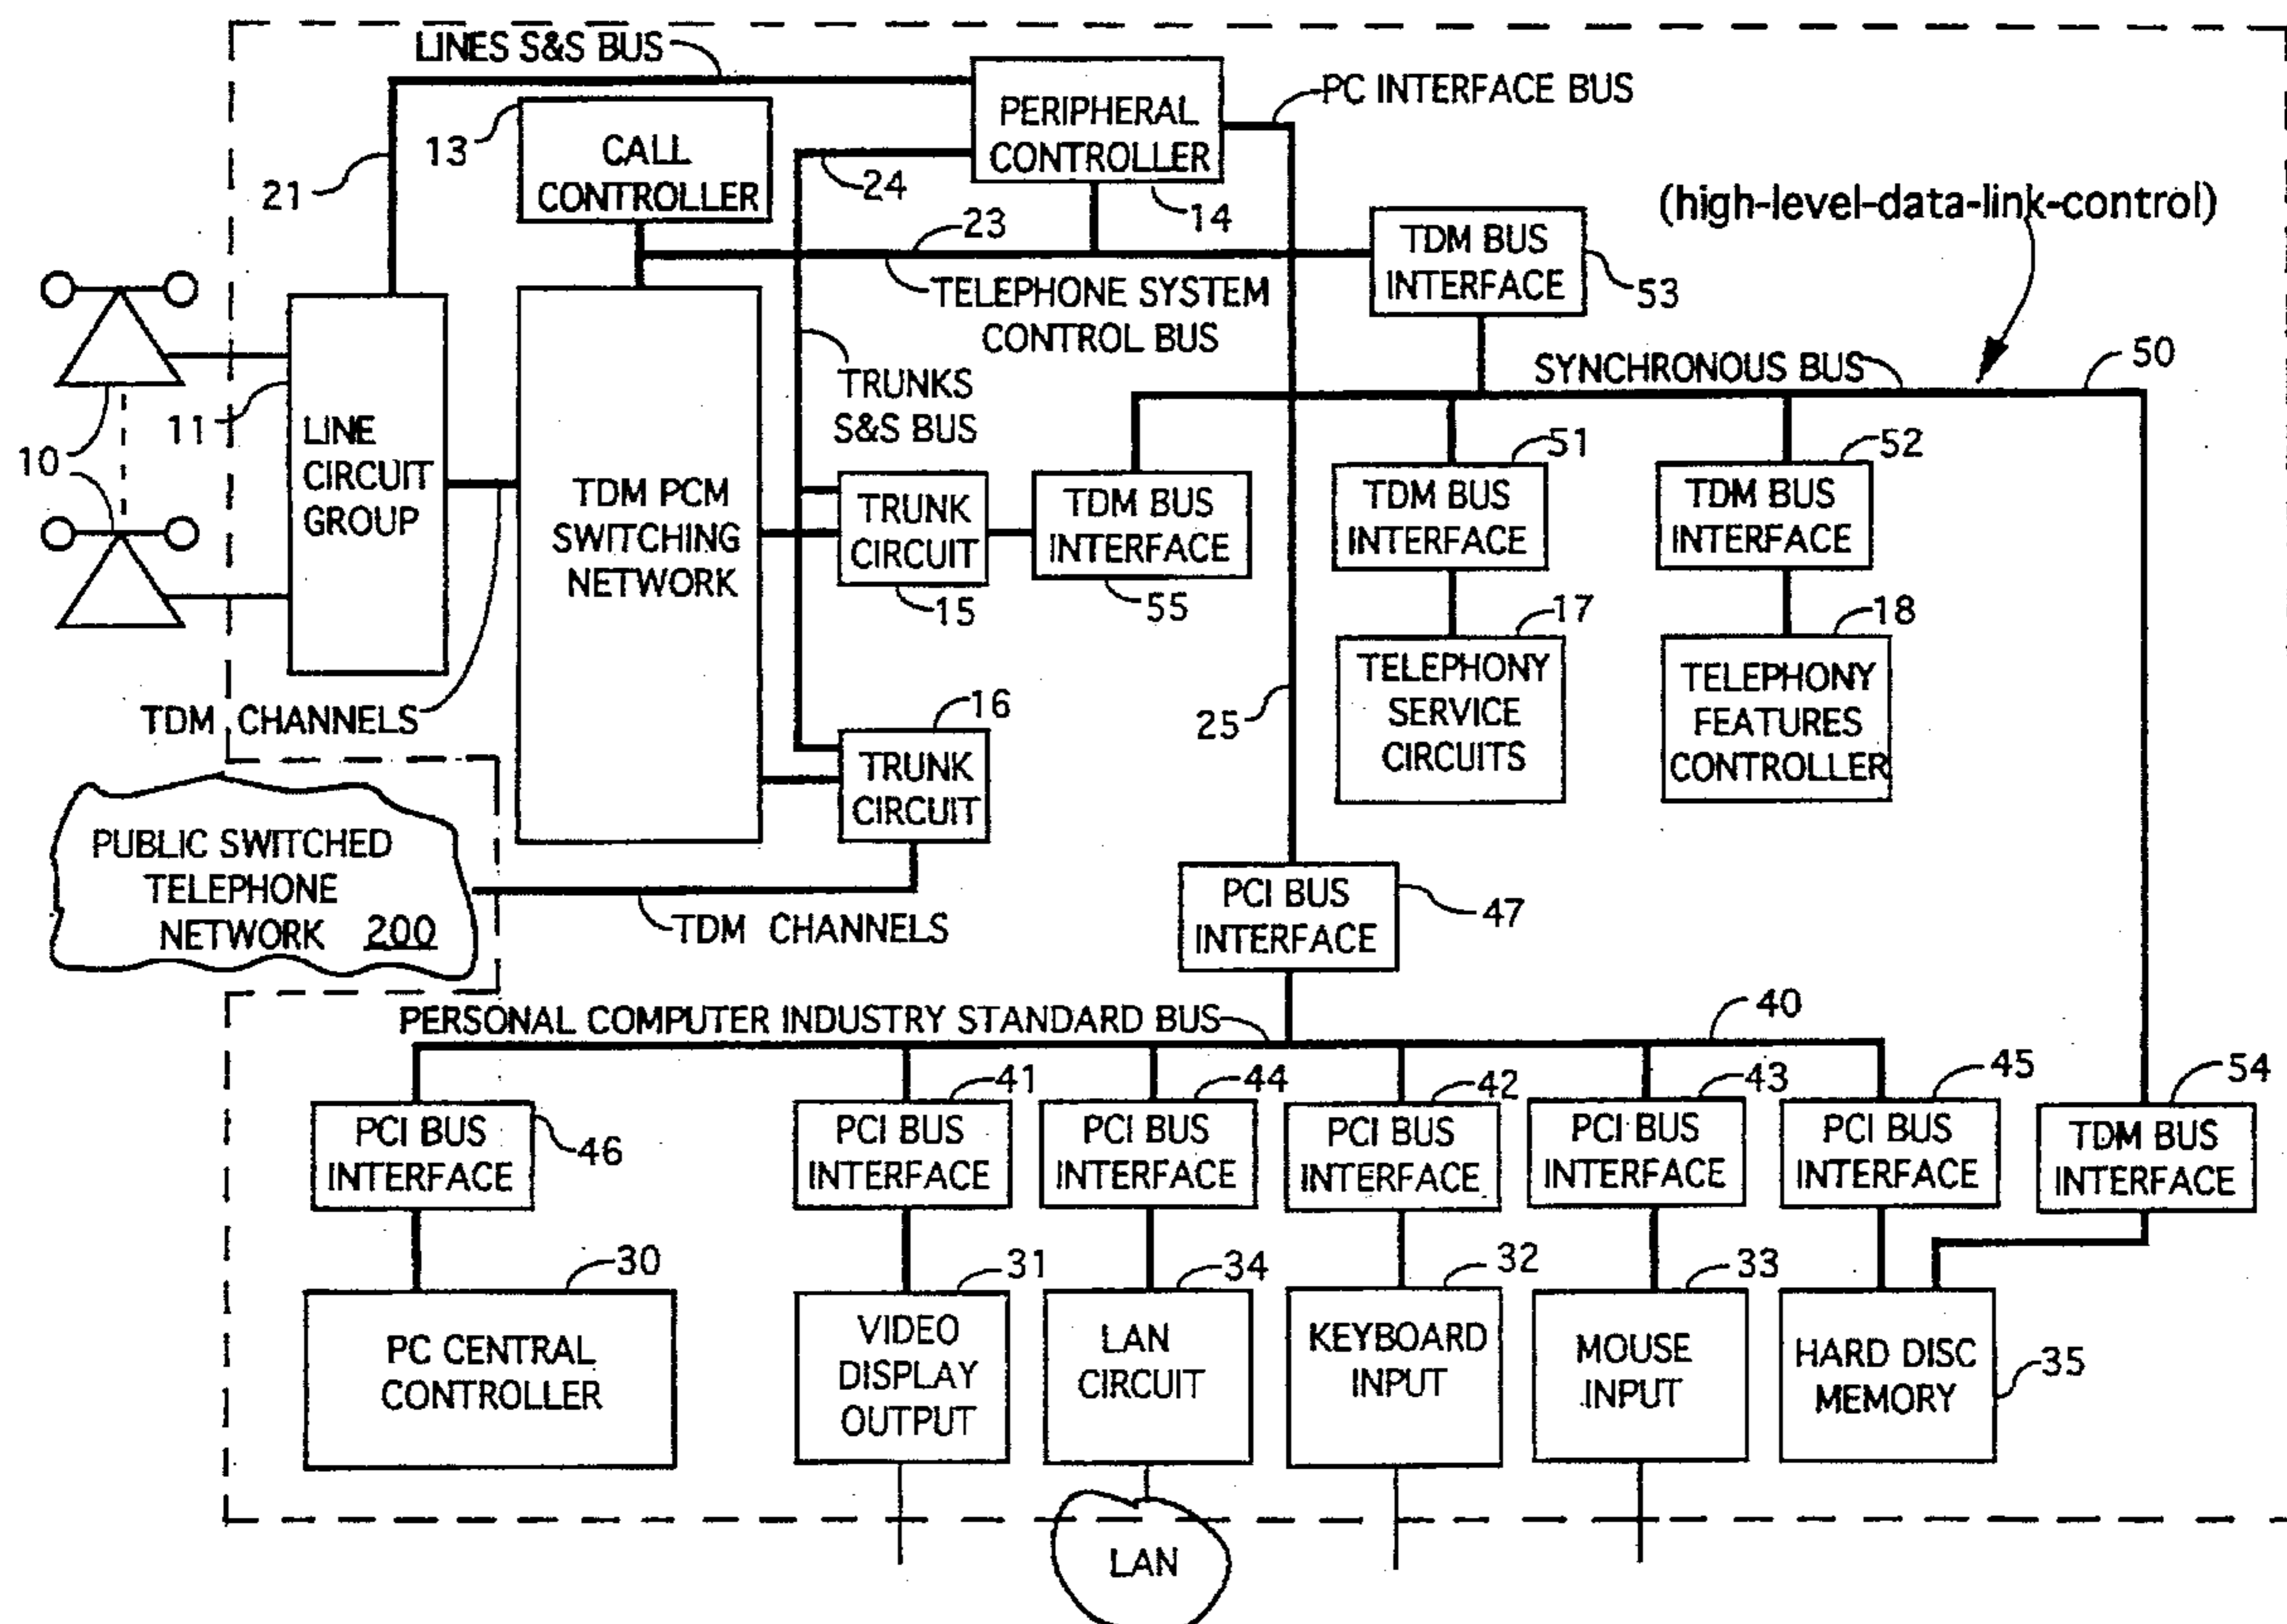 LINES S&S BUS
PERIPHERAL
CONTROLLER
PC INTERFACE BUS
13
CALL
CONTROLLER
21
24
14
(high-level-data-link-control)
23
TDM BUS
INTERFACE
53
TELEPHONE SYSTEM
CONTROL BUS
SYNCHRONOUS BUS
50
TRUNKS
S&S BUS
10
11
LINE
CIRCUIT
GROUP
TDM PCM
SWITCHING
NETWORK
TRUNK
CIRCUIT
15
TDM BUS
INTERFACE
55
51
TDM BUS
INTERFACE
52
TDM BUS
INTERFACE
17
TELEPHONY
SERVICE
CIRCUITS
18
TELEPHONY
FEATURES
CONTROLLER
TDM CHANNELS
16
TRUNK
CIRCUIT
25
PUBLIC SWITCHED
TELEPHONE
NETWORK 200
TDM CHANNELS
PCI BUS
INTERFACE
47
PERSONAL COMPUTER INDUSTRY STANDARD BUS
40
PCI BUS
INTERFACE
46
41
PCI BUS
INTERFACE
44
PCI BUS
INTERFACE
42
PCI BUS
INTERFACE
43
PCI BUS
INTERFACE
45
PCI BUS
INTERFACE
54
TDM BUS
INTERFACE
30
PC CENTRAL
CONTROLLER
31
VIDEO
DISPLAY
OUTPUT
34
LAN
CIRCUIT
32
KEYBOARD
INPUT
33
MOUSE
INPUT
HARD DISC
MEMORY
35
LAN